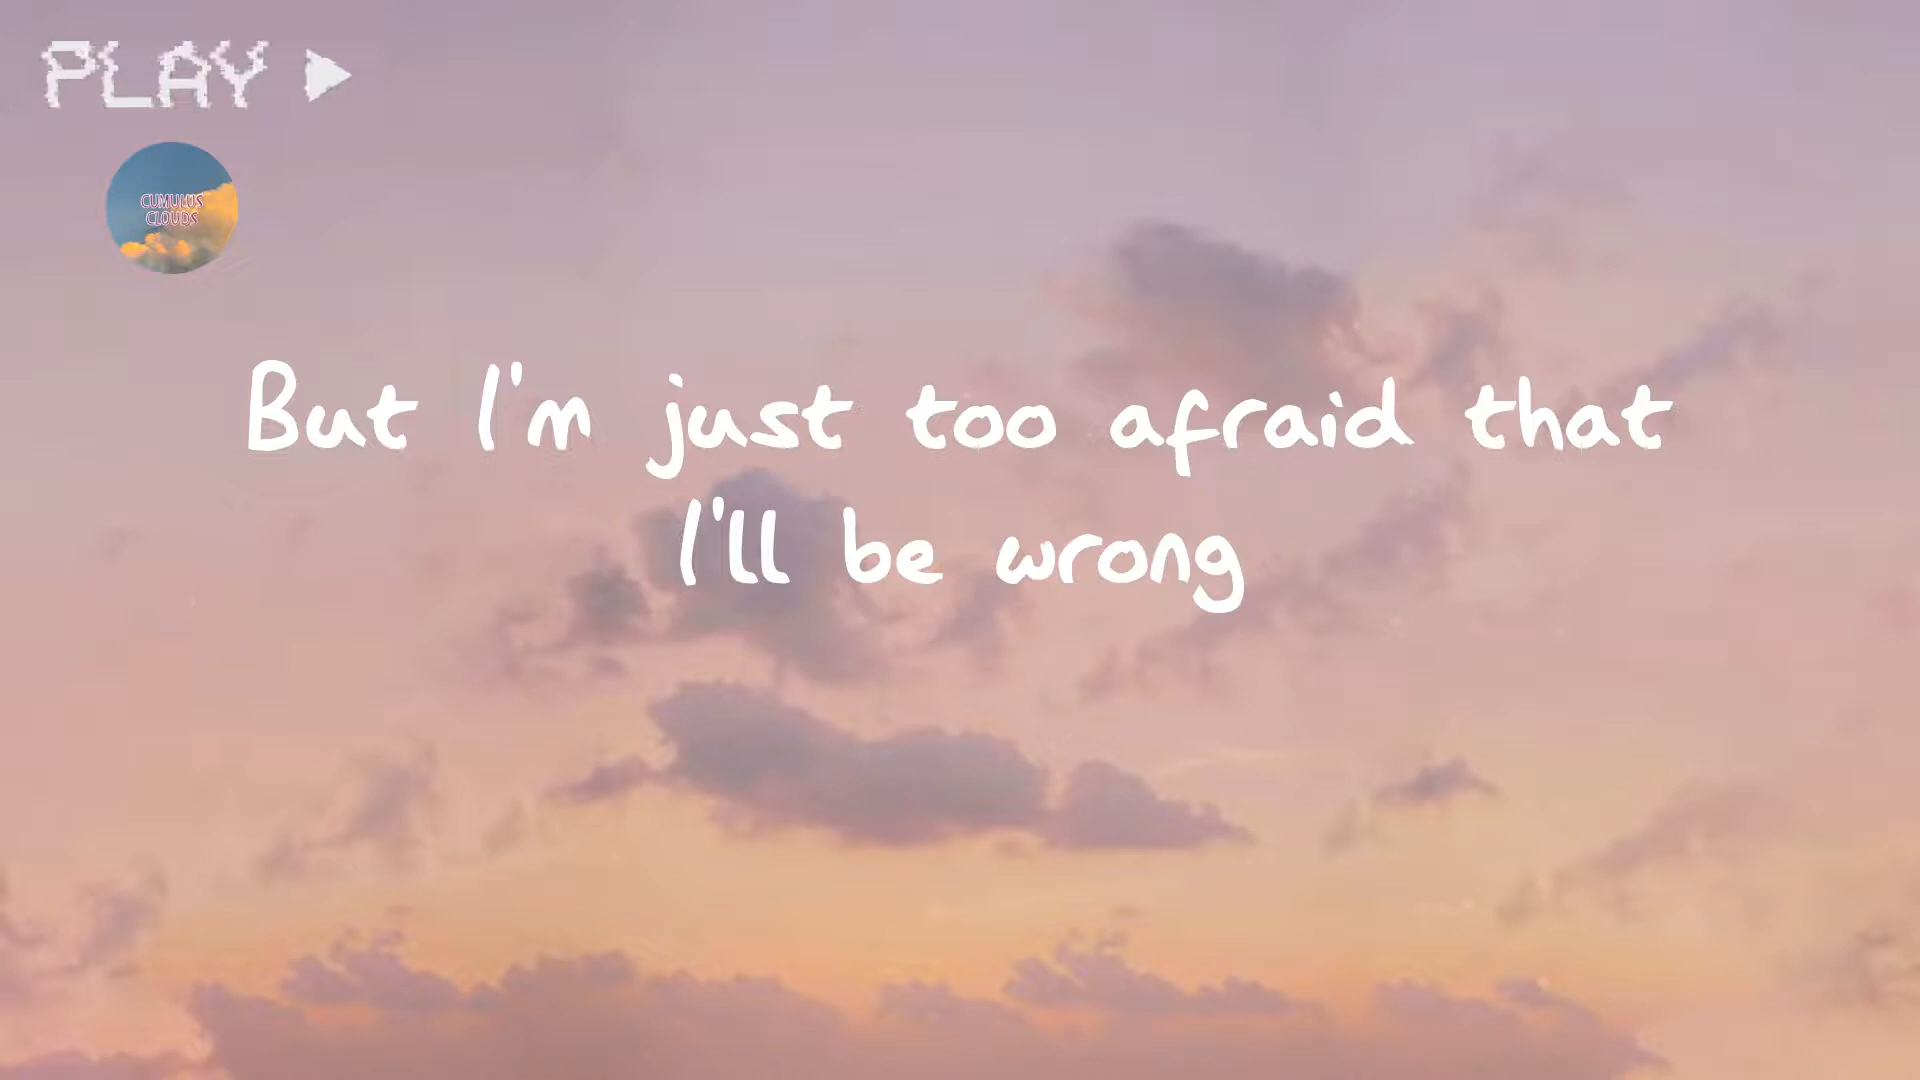 PLAY
CUMULUS
CLOUDS
But I'm just too afraid that
I'll be wrong